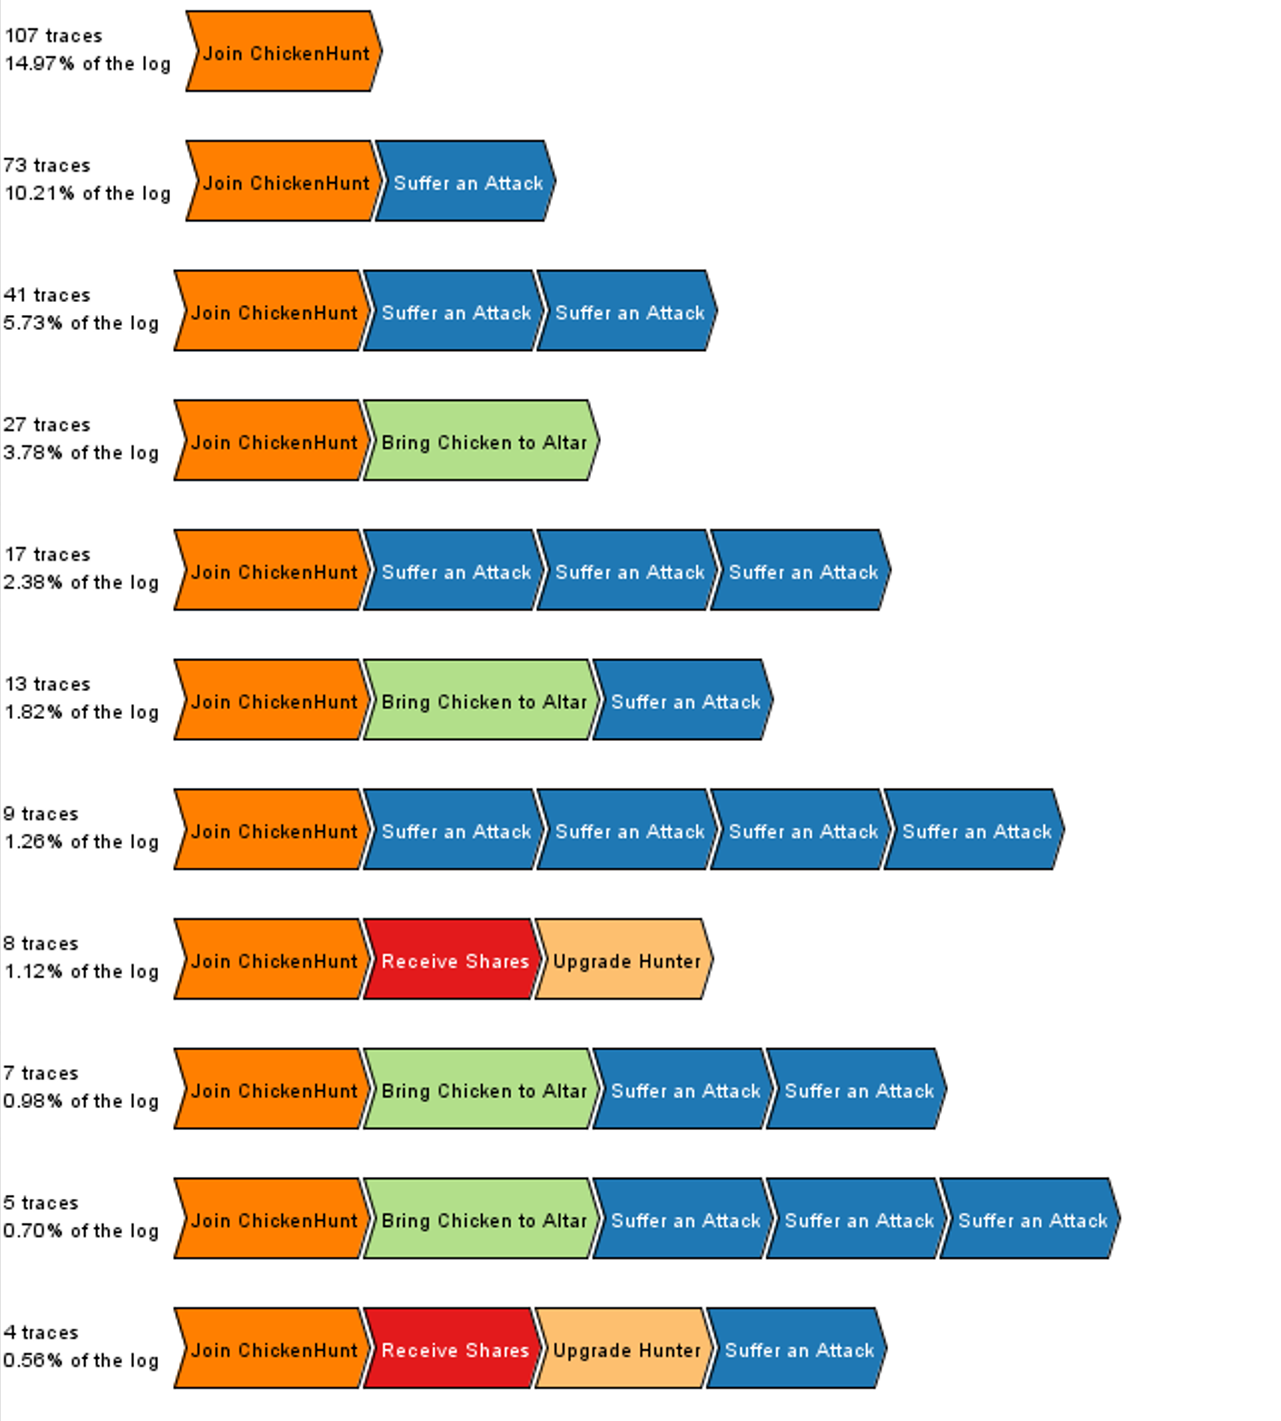 107 traces
14.97% of the log
Join ChickenHunt
73 traces
10.21% of the log
Join ChickenHunt Suffer an Attack
41 traces
5.73% of the log
Join ChickenHunt Suffer an Attack Suffer an Attack
27 traces
3.78% of the log
Join ChickenHunt Bring Chicken to Altar
17 traces
2.38% of the log
Join ChickenHunt Suffer an Attack Suffer an Attack Suffer an Attack
13 traces
1.82% of the log
Join ChickenHunt Bring Chicken to Altar Suffer an Attack
9 traces
1.26% of the log
Join ChickenHunt Suffer an Attack Suffer an Attack Suffer an Attack Suffer an Attack
8 traces
1.12% of the log
Join ChickenHunt Receive Shares Upgrade Hunter
7 traces
0.98% of the log
Join ChickenHunt Bring Chicken to Altar Suffer an Attack Suffer an Attack
5 traces
0.70% of the log
Join ChickenHunt Bring Chicken to Altar Suffer an Attack Suffer an Attack Suffer an Attack
4 traces
0.56% of the log
Join ChickenHunt Receive Shares Upgrade Hunter Suffer an Attack